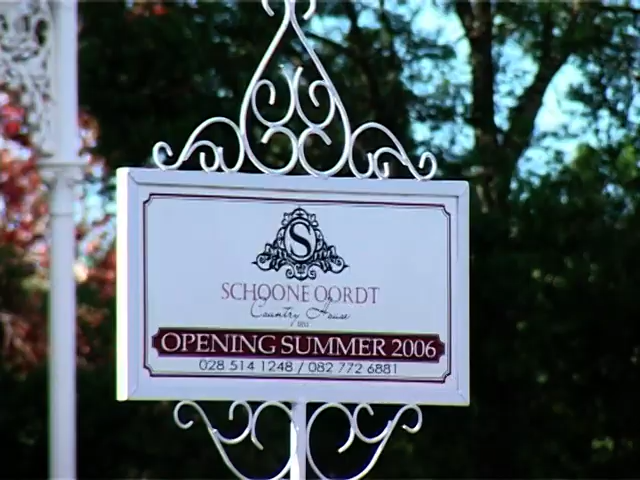 S
SCHOONE OORDT
Country House
OPENING SUMMER 2006
028 514 1248 / 082 772 6881